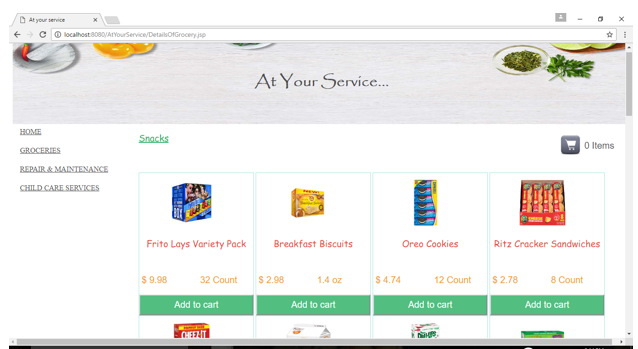 At your service
localhost:8080/AtYourService/DetailsOfGrocery.jsp
At Your Service...
HOME
GROCERIES
REPAIR & MAINTENANCE
CHILD CARE SERVICES
Snacks
0 Items
Frito Lays Variety Pack
Breakfast Biscuits
Oreo Cookies
Ritz Cracker Sandwiches
$ 9.98 32 Count
$ 2.98 1.4 oz
$ 4.74 12 Count
$ 2.78 8 Count
Add to cart
Add to cart
Add to cart
Add to cart
CHEEZ-IT